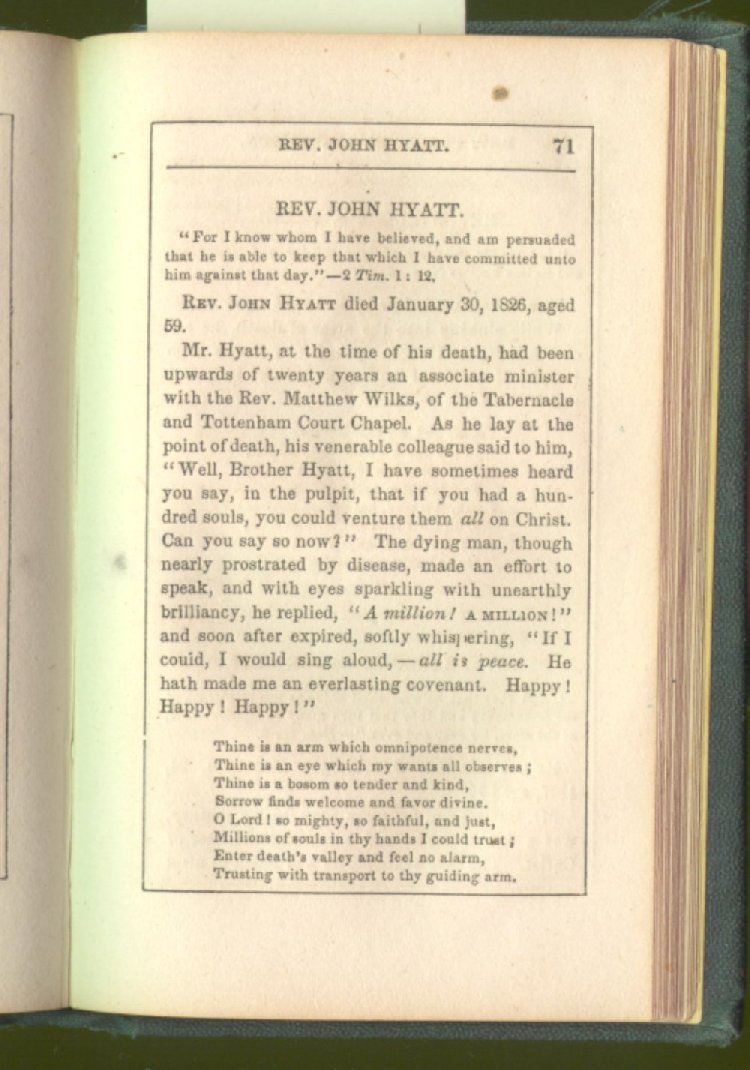 REV. JOHN HYATT. 71
REV. JOHN HYATT.
"For I know whom I have believed, and am persuaded
that he is able to keep that which I have committed unto
him against that day."—2 Tim. 1: 12.
REV. JOHN HYATT died January 30, 1826, aged
59.
Mr. Hyatt, at the time of his death, had been
upwards of twenty years an associate minister
with the Rev. Matthew Wilks, of the Tabernacle
and Tottenham Court Chapel. As he lay at the
point of death, his venerable colleague said to him,
"Well, Brother Hyatt, I have sometimes heard
you say, in the pulpit, that if you had a hun-
dred souls, you could venture them all on Christ.
Can you say so now?" The dying man, though
nearly prostrated by disease, made an effort to
speak, and with eyes sparkling with unearthly
brilliancy, he replied, "A million! A MILLION!"
and soon after expired, softly whispering, "If I
could, I would sing aloud,—all is peace. He
hath made me an everlasting covenant. Happy!
Happy! Happy!"
Thine is an arm which omnipotence nerves,
Thine is an eye which my wants all observes;
Thine is a bosom so tender and kind,
Sorrow finds welcome and favor divine.
O Lord! so mighty, so faithful, and just,
Millions of souls in thy hands I could trust;
Enter death's valley and feel no alarm,
Trusting with transport to thy guiding arm.